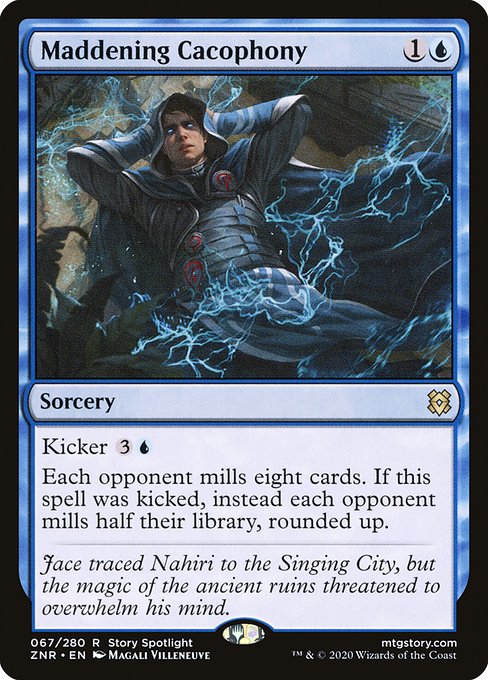 Maddening Cacophony 1
Sorcery
Kicker 3
Each opponent mills eight cards. If this
spell was kicked, instead each opponent
mills half their library, rounded up.
Jace traced Nahiri to the Singing City, but
the magic of the ancient ruins threatened to
overwhelm his mind.
067/280 R Story Spotlight
mtgstory.com
ZNR • EN Magali Villeneuve
™ & © 2020 Wizards of the Coast